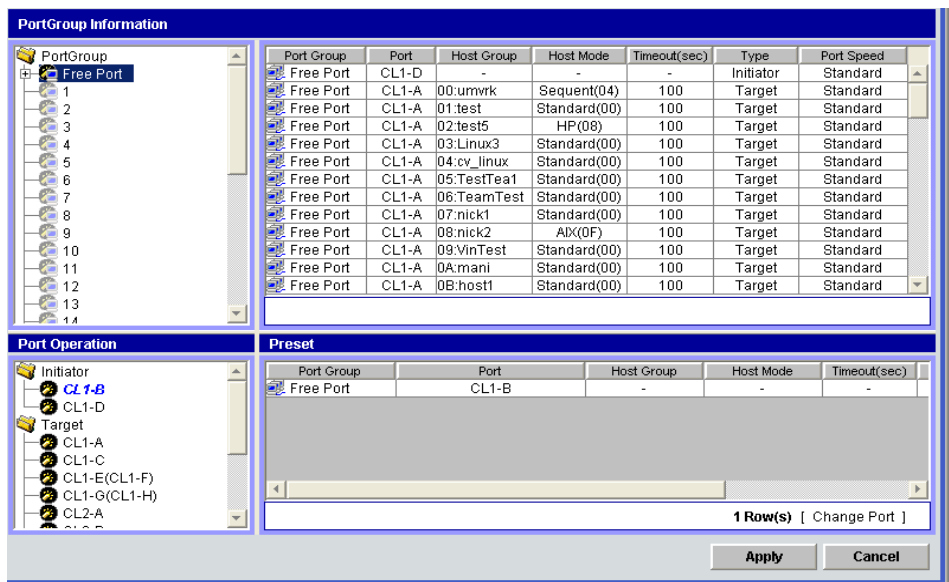 PortGroup Information
PortGroup
Free Port
1
2
3
4
5
6
7
8
9
10
11
12
13
14
Port Group Port Host Group Host Mode Timeout(sec) Type Port Speed
Free Port CL1-D - - - Initiator Standard
Free Port CL1-A 00:umvrk Sequent(04) 100 Target Standard
Free Port CL1-A 01:test Standard(00) 100 Target Standard
Free Port CL1-A 02:test5 HP(08) 100 Target Standard
Free Port CL1-A 03:Linux3 Standard(00) 100 Target Standard
Free Port CL1-A 04:cv_linux Standard(00) 100 Target Standard
Free Port CL1-A 05:TestTea1 Standard(00) 100 Target Standard
Free Port CL1-A 06:TeamTest Standard(00) 100 Target Standard
Free Port CL1-A 07:nick1 Standard(00) 100 Target Standard
Free Port CL1-A 08:nick2 AIX(0F) 100 Target Standard
Free Port CL1-A 09:VinTest Standard(00) 100 Target Standard
Free Port CL1-A 0A:mani Standard(00) 100 Target Standard
Free Port CL1-A 0B:host1 Standard(00) 100 Target Standard
Port Operation
Initiator
CL1-B
CL1-D
Target
CL1-A
CL1-C
CL1-E(CL1-F)
CL1-G(CL1-H)
CL2-A
Preset
Port Group Port Host Group Host Mode Timeout(sec)
Free Port CL1-B - - -
1 Row(s) [ Change Port ]
Apply Cancel